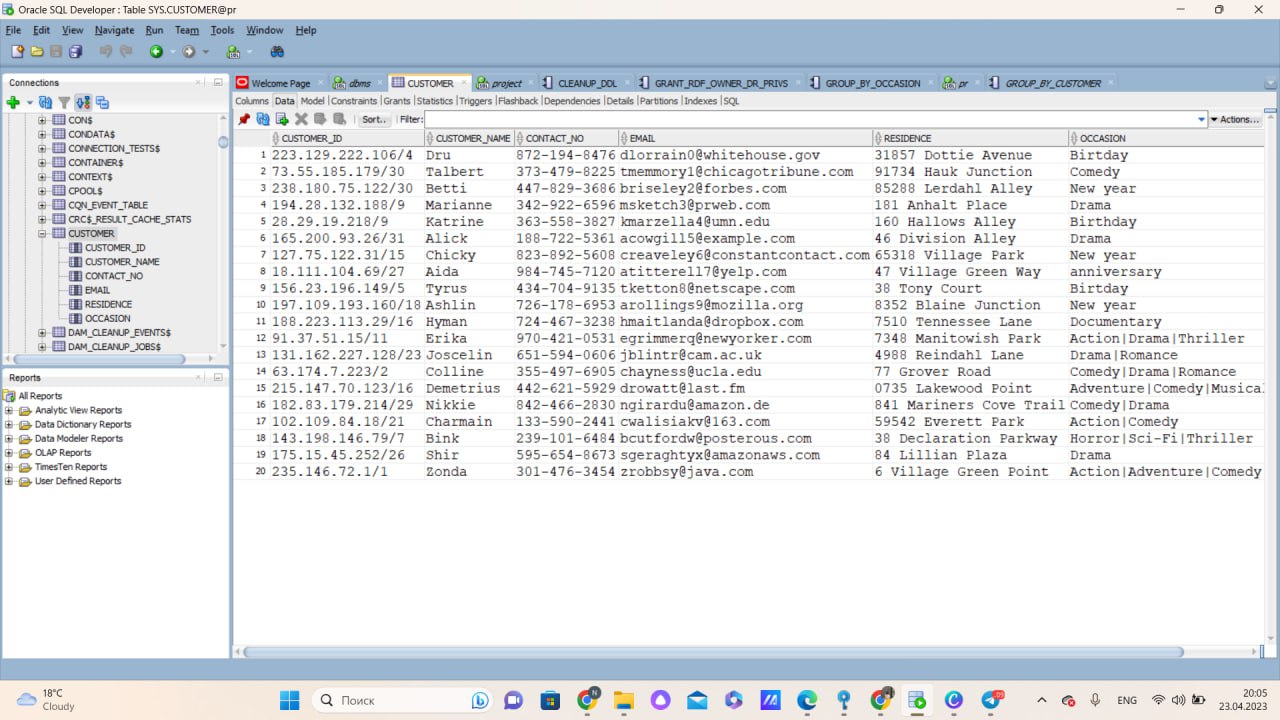 Oracle SQL Developer : Table SYS.CUSTOMER@pr
File Edit View Navigate Run Team Tools Window Help
Connections
CON$
CONDATA$
CONNECTION_TESTS$
CONTAINER$
CONTEXT$
CPOOL$
CQN_EVENT_TABLE
CRC$_RESULT_CACHE_STATS
CUSTOMER
CUSTOMER_ID
CUSTOMER_NAME
CONTACT_NO
EMAIL
RESIDENCE
OCCASION
DAM_CLEANUP_EVENTS$
DAM_CLEANUP_JOBS$
Reports
All Reports
Analytic View Reports
Data Dictionary Reports
Data Modeler Reports
OLAP Reports
TimesTen Reports
User Defined Reports
Welcome Page dbms CUSTOMER project CLEANUP_DDL GRANT_RDF_OWNER_DR_PRIVS GROUP_BY_OCCASION pr GROUP_BY_CUSTOMER
Columns Data Model Constraints Grants Statistics Triggers Flashback Dependencies Details Partitions Indexes SQL
Sort.. Filter: Actions...
CUSTOMER_ID CUSTOMER_NAME CONTACT_NO EMAIL RESIDENCE OCCASION
1 223.129.222.106/4 Dru 872-194-8476 dlorrain0@whitehouse.gov 31857 Dottie Avenue Birtday
2 73.55.185.179/30 Talbert 373-479-8225 tmemmory1@chicagotribune.com 91734 Hauk Junction Comedy
3 238.180.75.122/30 Betti 447-829-3686 briseley2@forbes.com 85288 Lerdahl Alley New year
4 194.28.132.188/9 Marianne 342-922-6596 msketch3@prweb.com 181 Anhalt Place Drama
5 28.29.19.218/9 Katrine 363-558-3827 kmarzella4@umn.edu 160 Hallows Alley Birthday
6 165.200.93.26/31 Alick 188-722-5361 acowgill5@example.com 46 Division Alley Drama
7 127.75.122.31/15 Chicky 823-892-5608 creaveley6@constantcontact.com 65318 Village Park New year
8 18.111.104.69/27 Aida 984-745-7120 atitterell7@yelp.com 47 Village Green Way anniversary
9 156.23.196.149/5 Tyrus 434-704-9135 tketton8@netscape.com 38 Tony Court Birthday
10 197.109.193.160/18 Ashlin 726-178-6953 arollings9@mozilla.org 8352 Blaine Junction New year
11 188.223.113.29/16 Hyman 724-467-3238 hmaitlanda@dropbox.com 7510 Tennessee Lane Documentary
12 91.37.51.15/11 Erika 970-421-0531 egrimmerq@newyorker.com 7348 Manitowish Park Action|Drama|Thriller
13 131.162.227.128/23 Joscelin 651-594-0606 jblintr@cam.ac.uk 4988 Reindahl Lane Drama|Romance
14 63.174.7.223/2 Colline 355-497-6905 chayness@ucla.edu 77 Grover Road Comedy|Drama|Romance
15 215.147.70.123/16 Demetrius 442-621-5929 drowatt@last.fm 0735 Lakewood Point Adventure|Comedy|Musica
16 182.83.179.214/29 Nikkie 842-466-2830 ngirardu@amazon.de 841 Mariners Cove Trail Comedy|Drama
17 102.109.84.18/21 Charmain 133-590-2441 cwalisiakv@163.com 59542 Everett Park Action|Comedy
18 143.198.146.79/7 Bink 239-101-6484 bcutfordw@posterous.com 38 Declaration Parkway Horror|Sci-Fi|Thriller
19 175.15.45.252/26 Shir 595-654-8673 sgeraghtyx@amazonaws.com 84 Lillian Plaza Drama
20 235.146.72.1/1 Zonda 301-476-3454 zrobbsy@java.com 6 Village Green Point Action|Adventure|Comedy
18°C
Cloudy
Поиск
ENG
20:05
23.04.2023